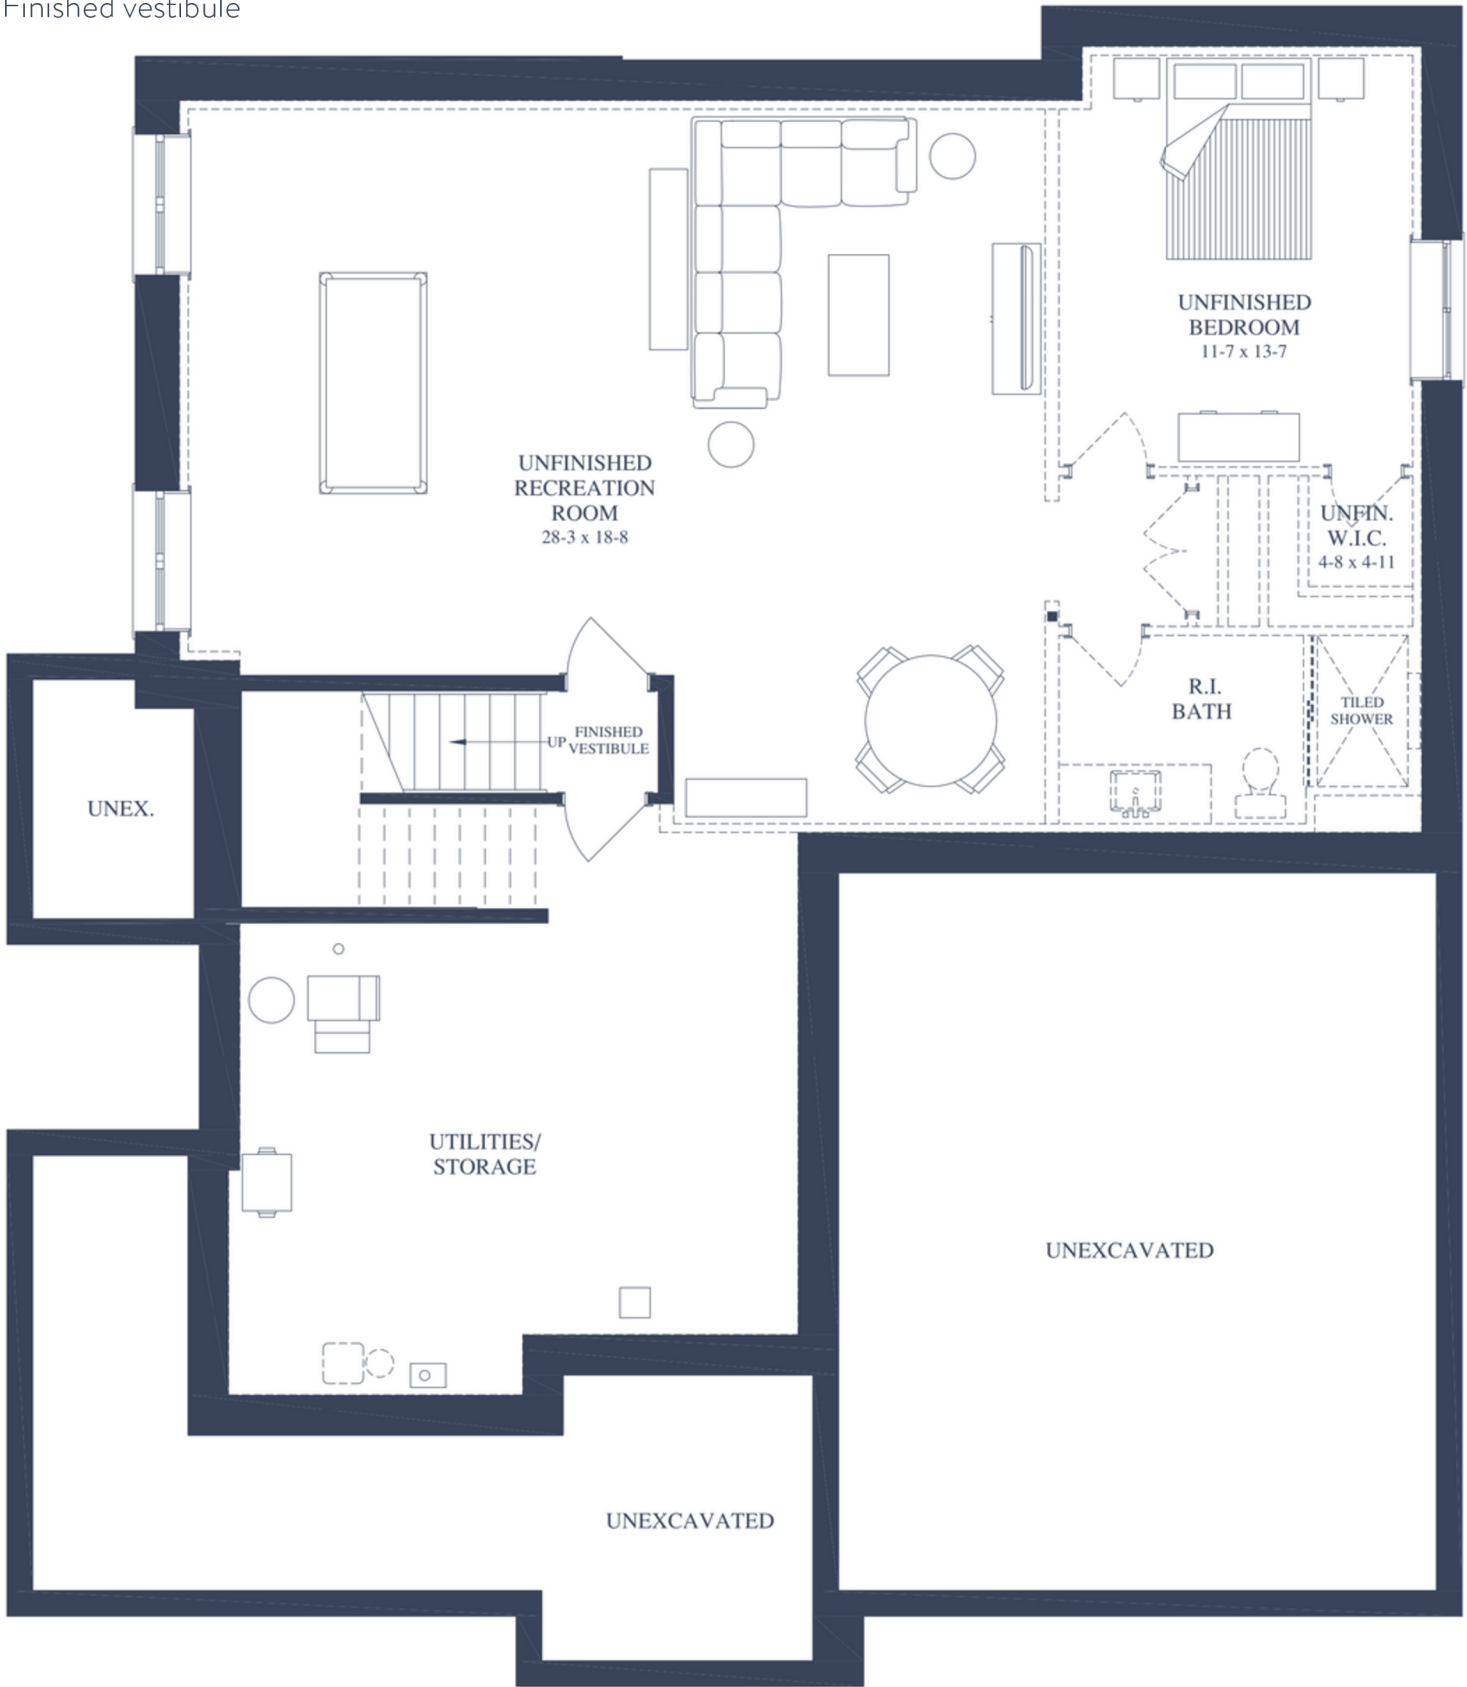 Finished vestibule
UNFINISHED
BEDROOM
11-7 x 13-7
UNFINISHED
RECREATION
ROOM
28-3 x 18-8
UNFIN.
W.I.C.
4-8 x 4-11
R.I.
BATH
TILED
SHOWER
UP
FINISHED
VESTIBULE
UNEX.
UTILITIES/
STORAGE
UNEXCAVATED
UNEXCAVATED